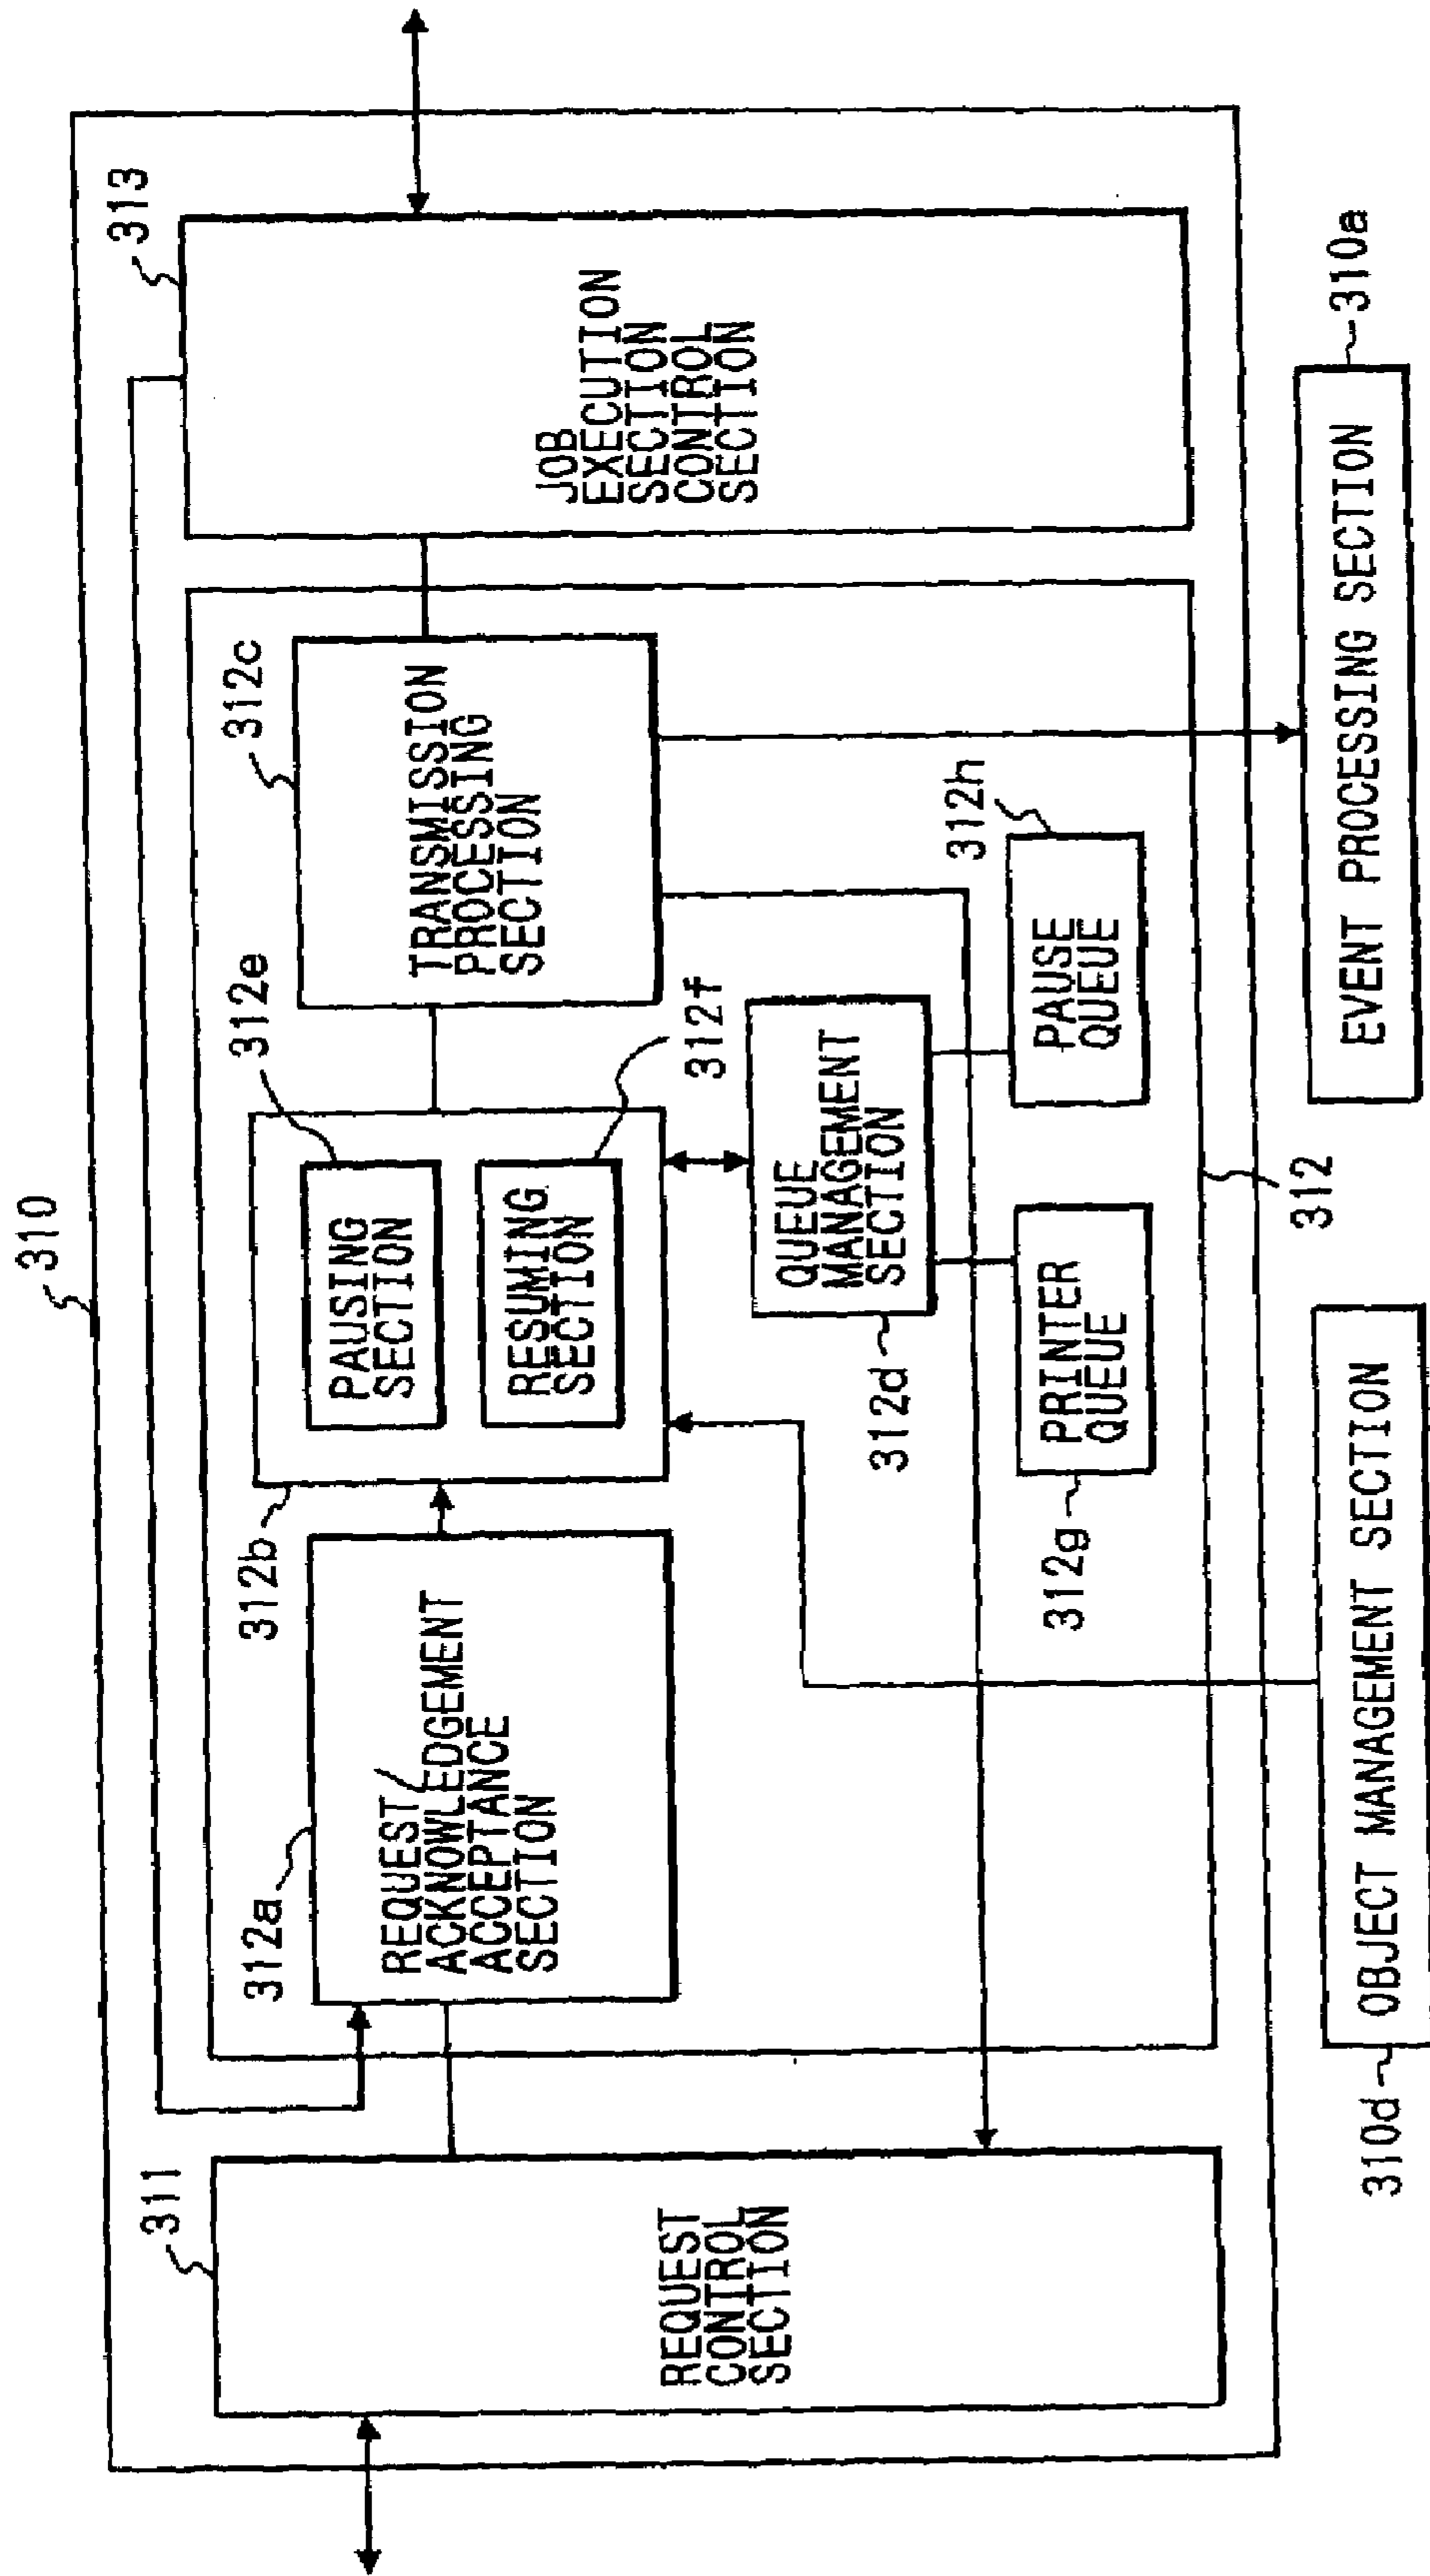 310
311
REQUEST
CONTROL
SECTION
312a
REQUEST/
ACKNOWLEDGEMENT
ACCEPTANCE
SECTION
312b
312e
PAUSING
SECTION
RESUMING
SECTION
312f
312c
TRANSMISSION
PROCESSING
SECTION
313
JOB
EXECUTION
SECTION
CONTROL
SECTION
312d
QUEUE
MANAGEMENT
SECTION
312g
PRINTER
QUEUE
312h
PAUSE
QUEUE
312
310d
OBJECT MANAGEMENT SECTION
EVENT PROCESSING SECTION
310a